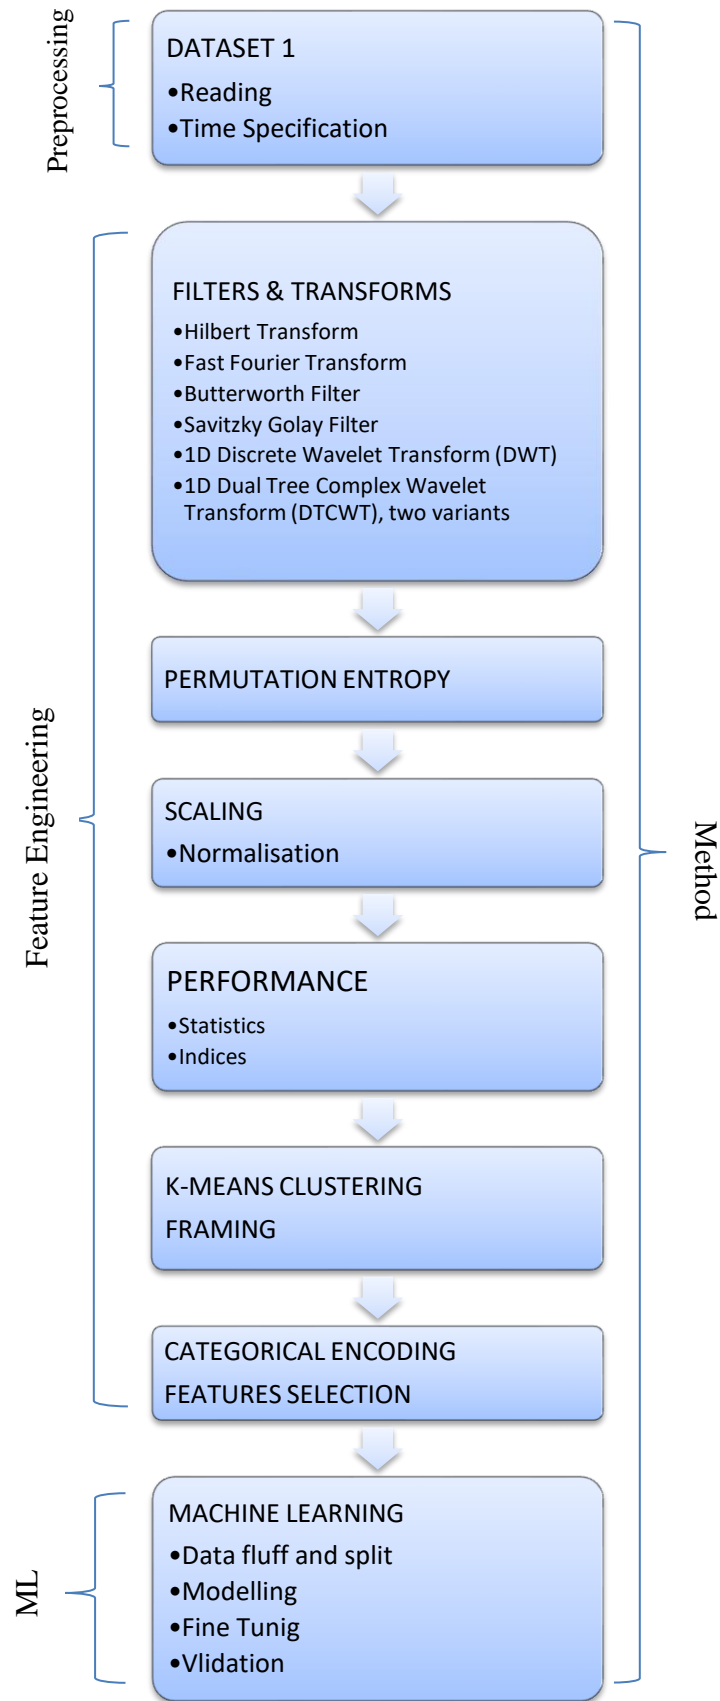 Preprocessing
DATASET 1
•Reading
•Time Specification
Feature Engineering
FILTERS & TRANSFORMS
•Hilbert Transform
•Fast Fourier Transform
•Butterworth Filter
•Savitzky Golay Filter
•1D Discrete Wavelet Transform (DWT)
•1D Dual Tree Complex Wavelet
Transform (DTCWT), two variants
PERMUTATION ENTROPY
SCALING
•Normalisation
PERFORMANCE
•Statistics
•Indices
K-MEANS CLUSTERING
FRAMING
CATEGORICAL ENCODING
FEATURES SELECTION
ML
MACHINE LEARNING
•Data fluff and split
•Modelling
•Fine Tunig
•Vlidation
Method